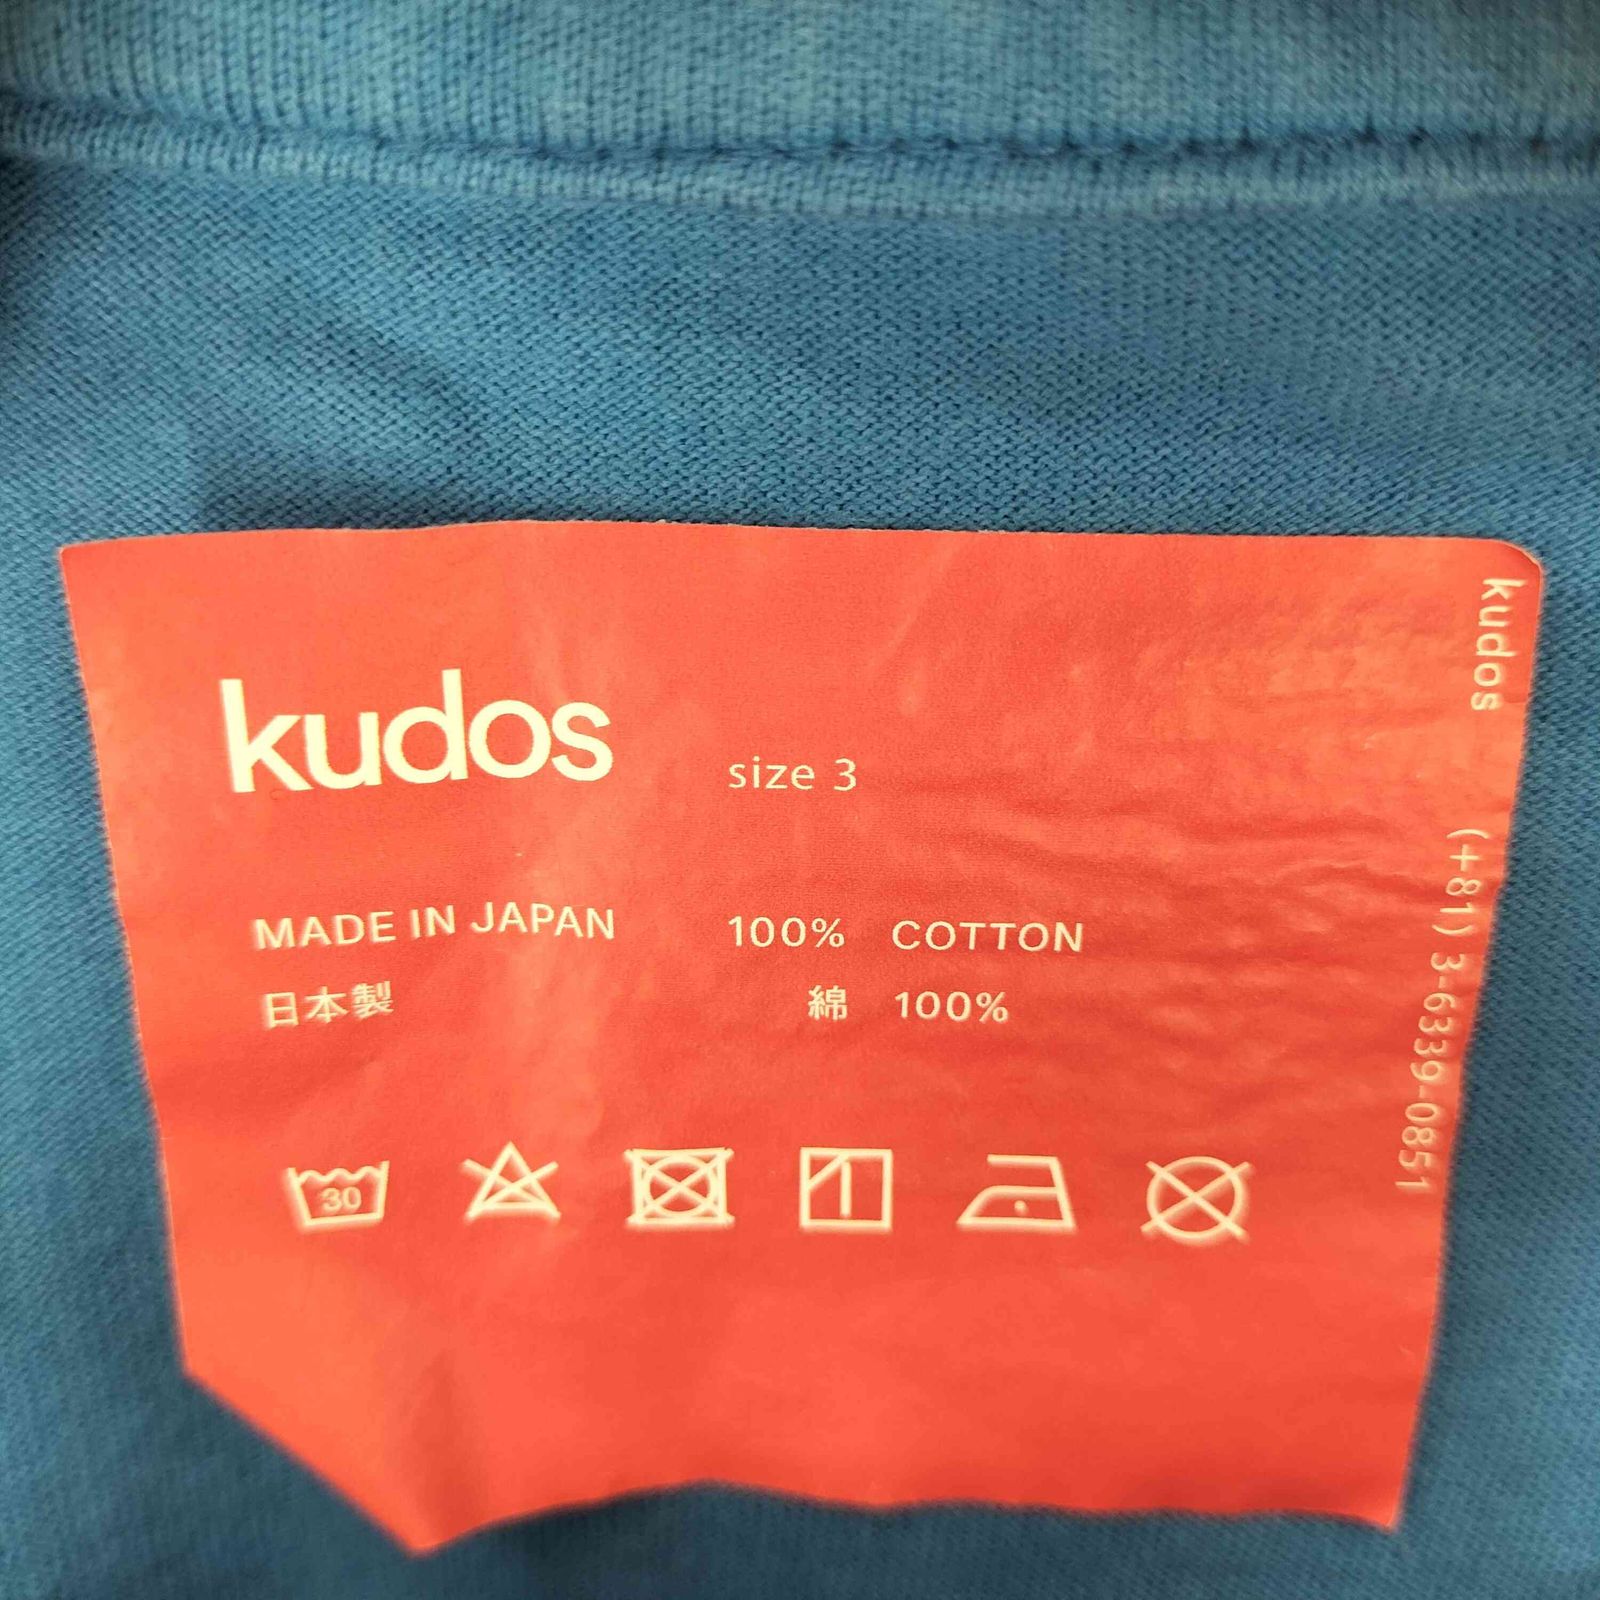 kudos
size 3
MADE IN JAPAN
100% COTTON
日本製
綿 100%
30
kudos
(+81) 3-6339-0851